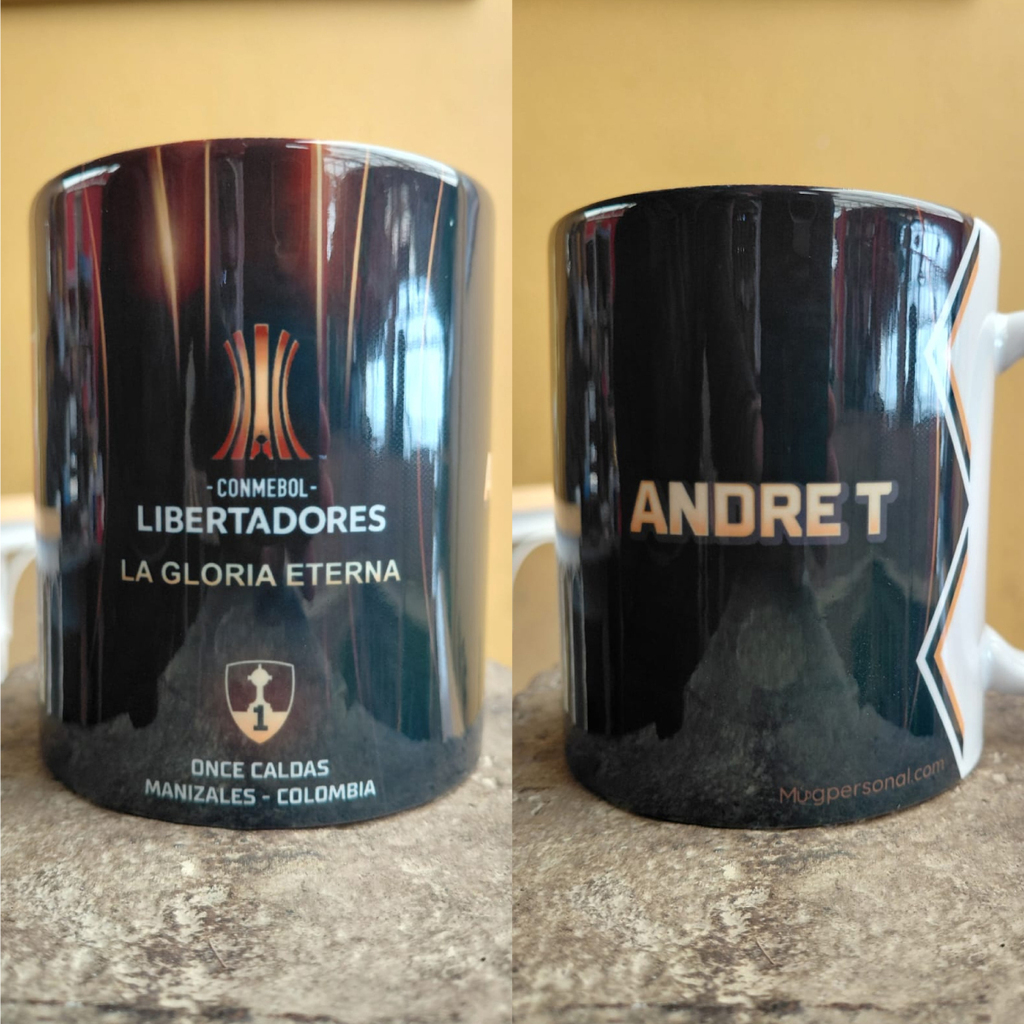 -CONMEBOL-
LIBERTADORES
LA GLORIA ETERNA
1
ONCE CALDAS
MANIZALES - COLOMBIA
ANDRE T
Mugpersonal.com